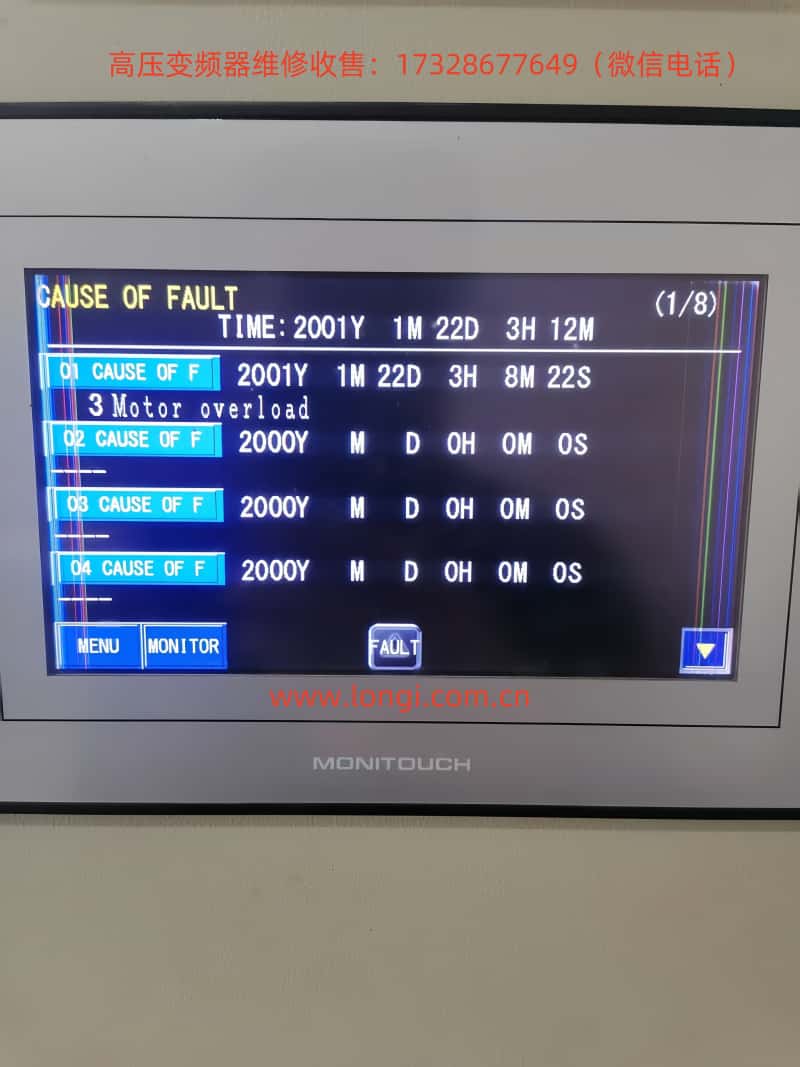 高压变频器维修收售：17328677649（微信电话）
CAUSE OF FAULT (1/8)
TIME: 2001Y 1M 22D 3H 12M
01 CAUSE OF F 2001Y 1M 22D 3H 8M 22S
3 Motor overload
02 CAUSE OF F 2000Y M D 0H 0M 0S
----
03 CAUSE OF F 2000Y M D 0H 0M 0S
----
04 CAUSE OF F 2000Y M D 0H 0M 0S
----
MENU MONITOR FAULT
www.longi.com.cn
MONITOUCH